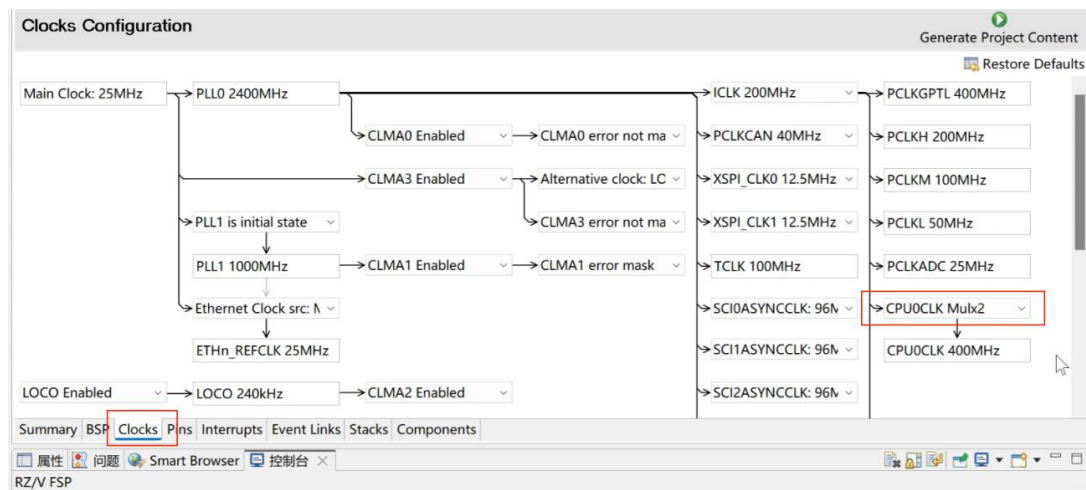 Clocks Configuration
Generate Project Content
Restore Defaults
Main Clock: 25MHz
PLL0 2400MHz
ICLK 200MHz
PCLKGPTL 400MHz
CLMA0 Enabled
CLMA0 error not ma
PCLKCAN 40MHz
PCLKH 200MHz
CLMA3 Enabled
Alternative clock: LC
XSPI_CLK0 12.5MHz
PCLKM 100MHz
PLL1 is initial state
CLMA3 error not ma
XSPI_CLK1 12.5MHz
PCLKL 50MHz
PLL1 1000MHz
CLMA1 Enabled
CLMA1 error mask
TCLK 100MHz
PCLKADC 25MHz
Ethernet Clock src: M
SCI0ASYNCCLK: 96M
CPU0CLK Mulx2
ETHn_REFCLK 25MHz
SCI1ASYNCCLK: 96M
CPU0CLK 400MHz
LOCO Enabled
LOCO 240kHz
CLMA2 Enabled
SCI2ASYNCCLK: 96M
Summary BSP Clocks Pins Interrupts Event Links Stacks Components
属性 问题 Smart Browser 控制台
RZ/V FSP